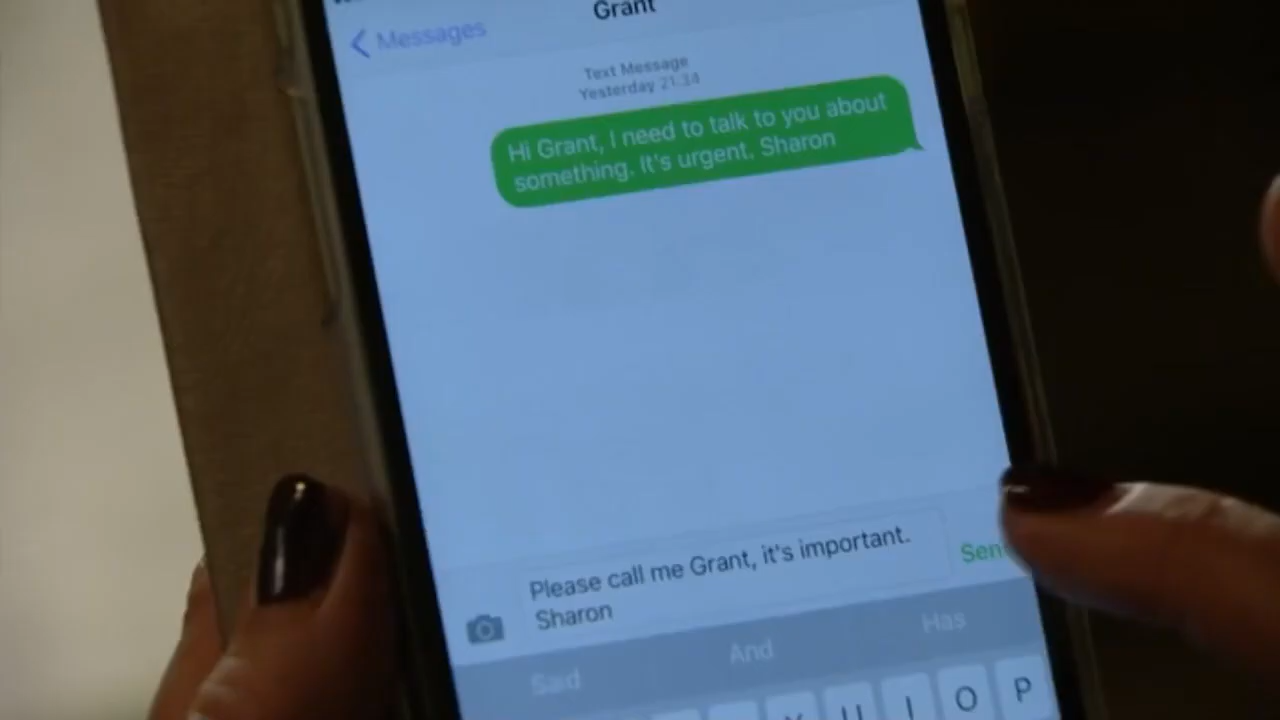 Grant
Messages
Text Message
Yesterday 21:34
Hi Grant, I need to talk to you about
something. It's urgent. Sharon
Please call me Grant, it's important.
Sharon
Said And Has
U I O P